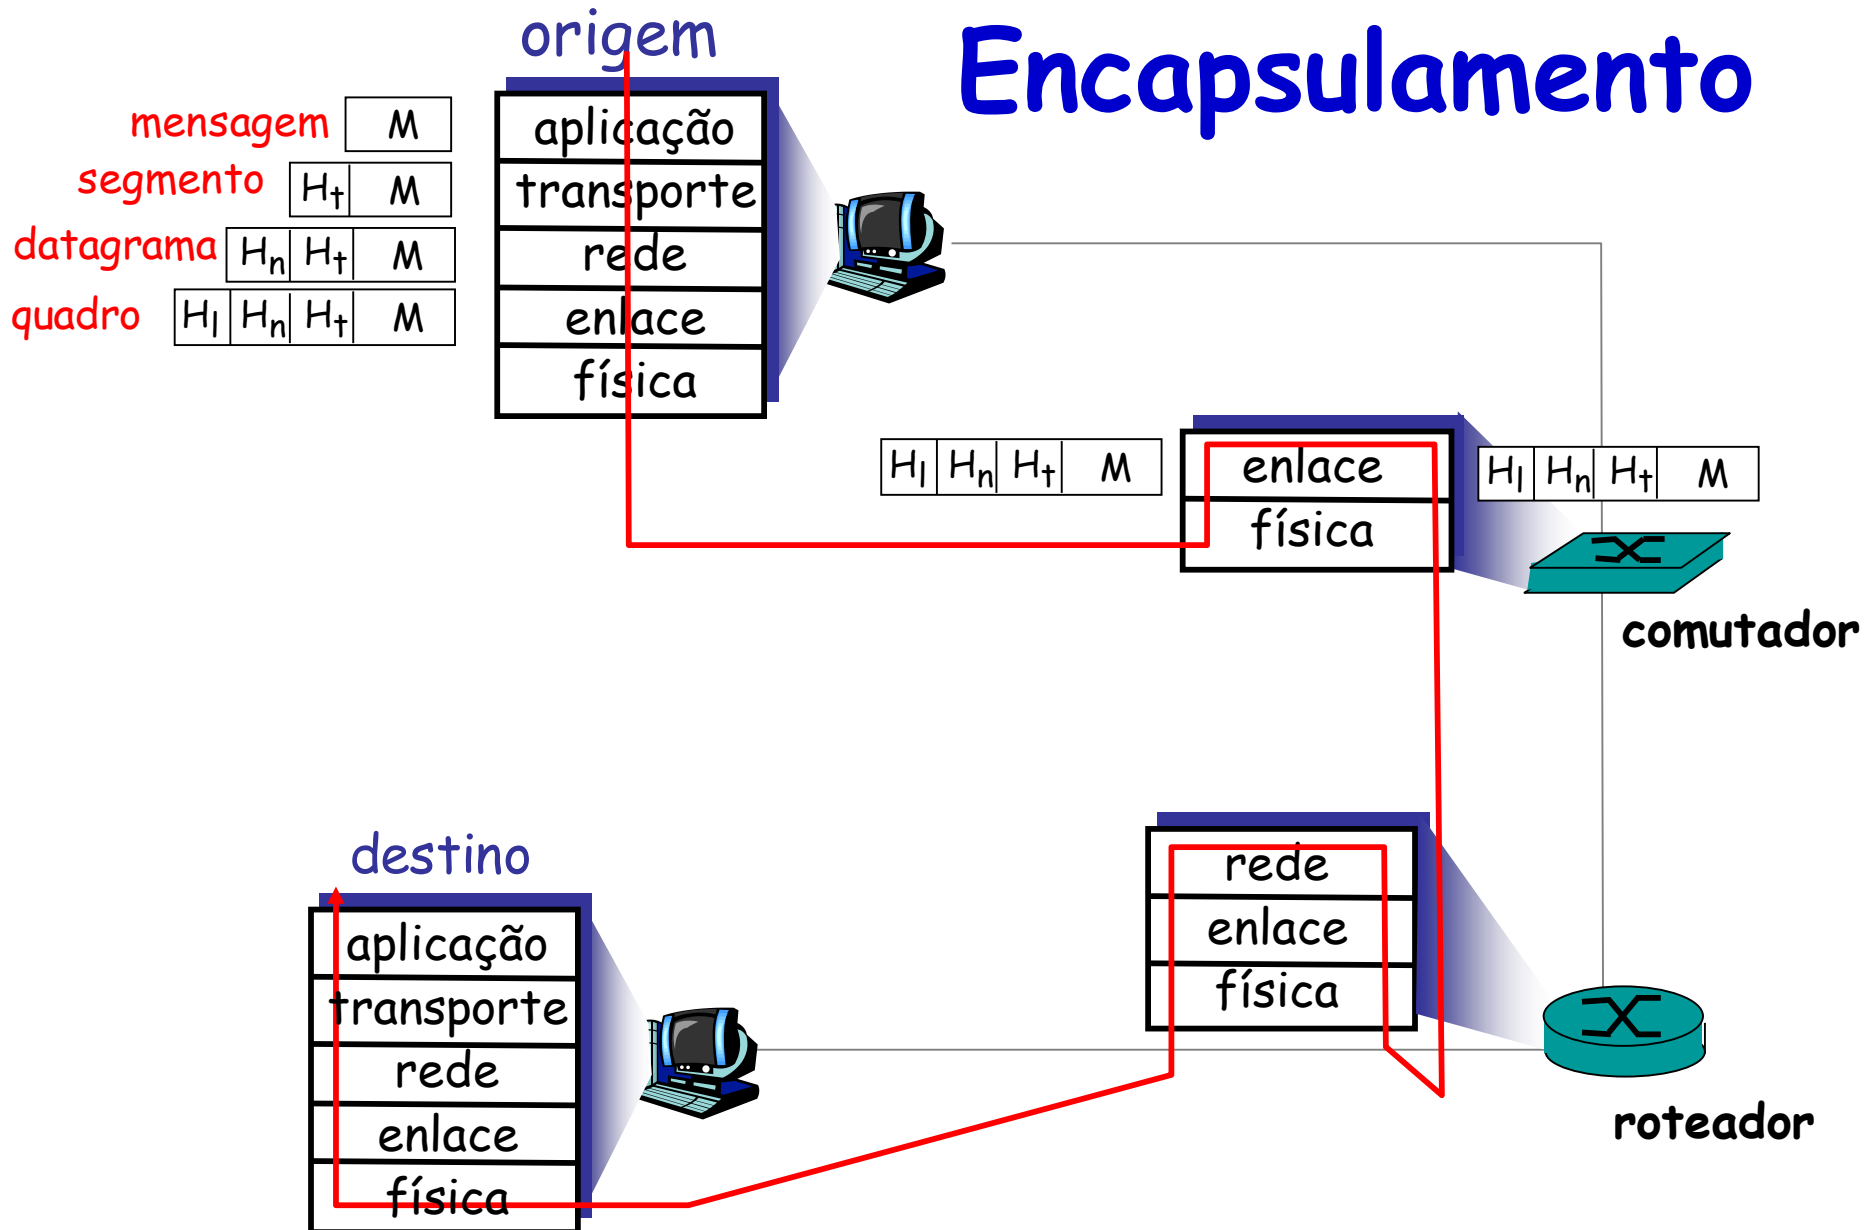 origem
Encapsulamento
mensagem M
segmento Ht M
datagrama Hn Ht M
quadro Hl Hn Ht M
aplicação
transporte
rede
enlace
física
Hl Hn Ht M
enlace
física
Hl Hn Ht M
comutador
rede
enlace
física
roteador
destino
aplicação
transporte
rede
enlace
física